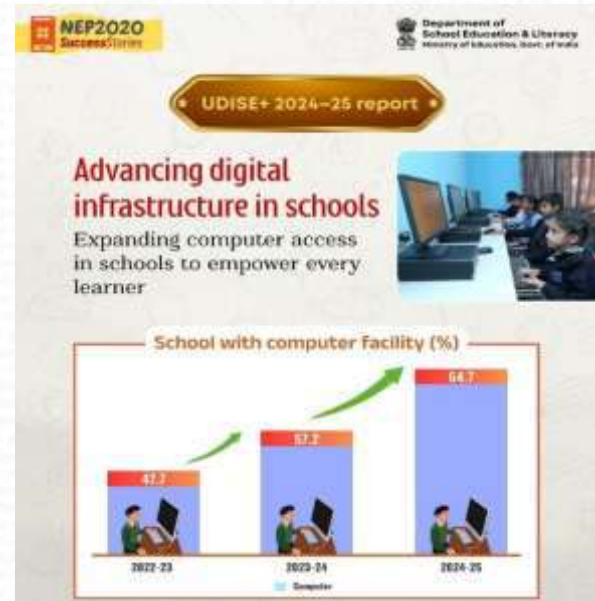 NEP2020
SuccessStories
Department of
School Education & Literacy
Ministry of Education, Govt. of India
UDISE+ 2024–25 report
Advancing digital
infrastructure in schools
Expanding computer access
in schools to empower every
learner
School with computer facility (%)
64.7
57.2
47.7
2022-23
2023-24
2024-25
Computer